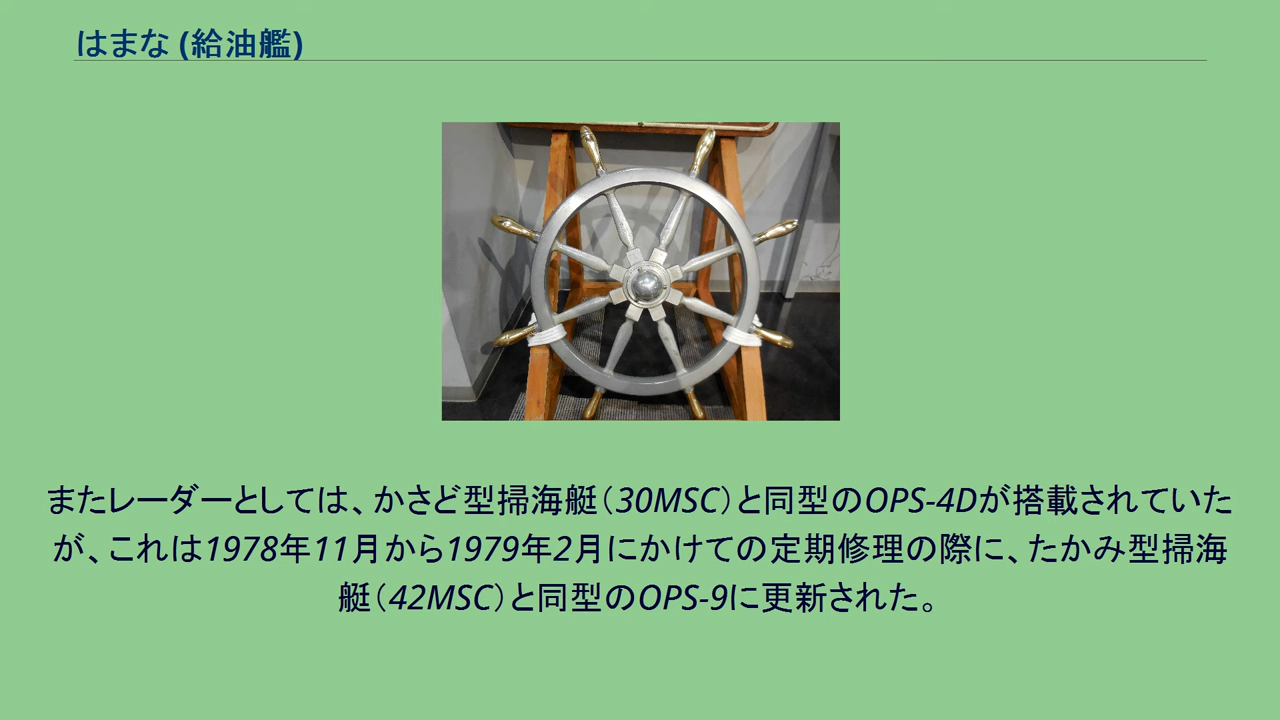 はまな (給油艦)
またレーダーとしては、かさど型掃海艇（30MSC）と同型のOPS-4Dが搭載されていた
が、これは1978年11月から1979年2月にかけての定期修理の際に、たかみ型掃海
艇（42MSC）と同型のOPS-9に更新された。